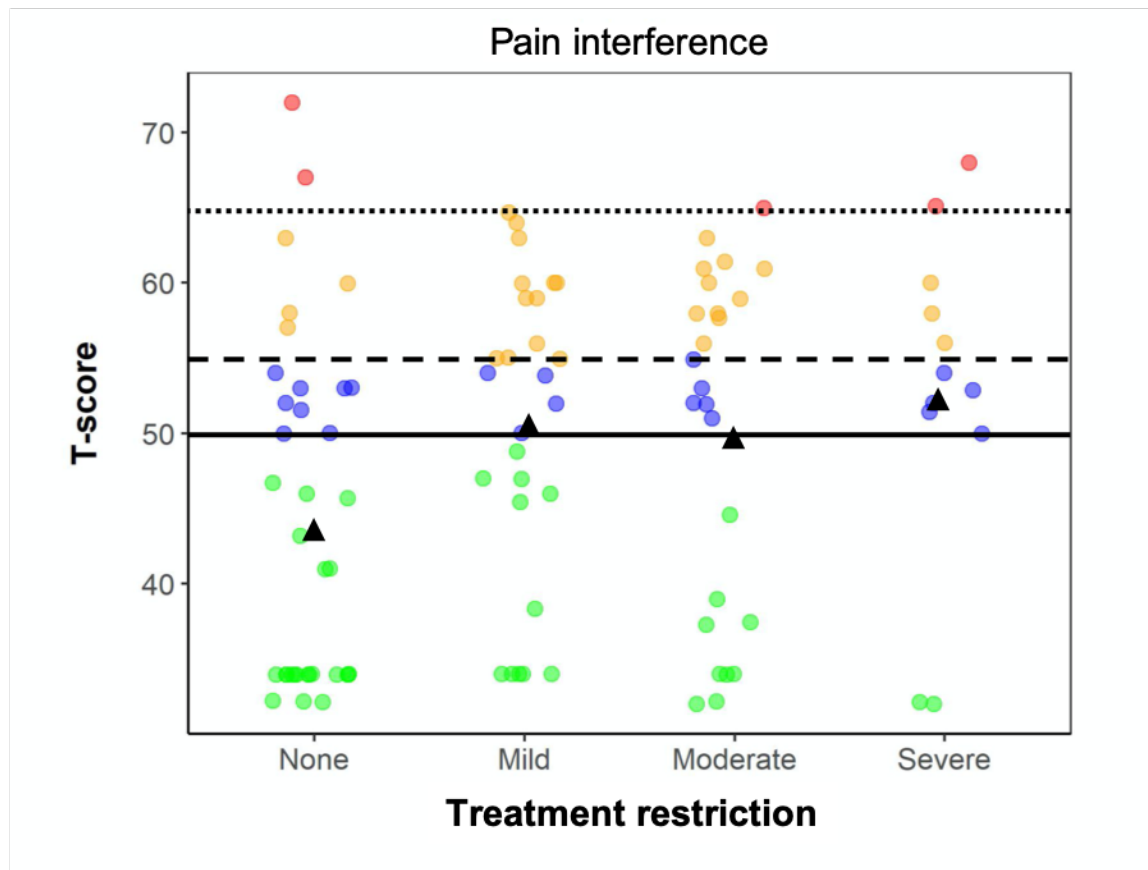 Pain interference
70
60
50
40
T-score
None Mild Moderate Severe
Treatment restriction